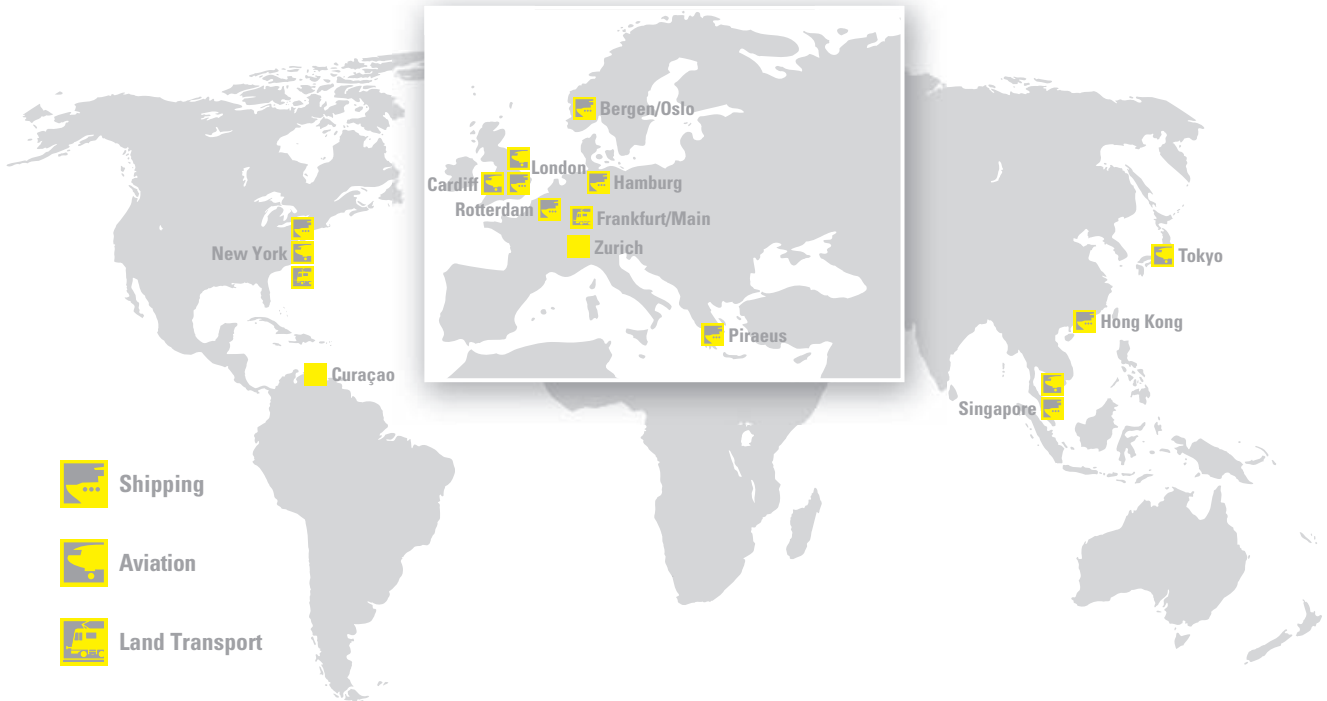 Bergen/Oslo
London
Cardiff
Hamburg
Rotterdam
Frankfurt/Main
New York
Zurich
Tokyo
Hong Kong
Piraeus
Curaçao
Singapore
Shipping
Aviation
Land Transport